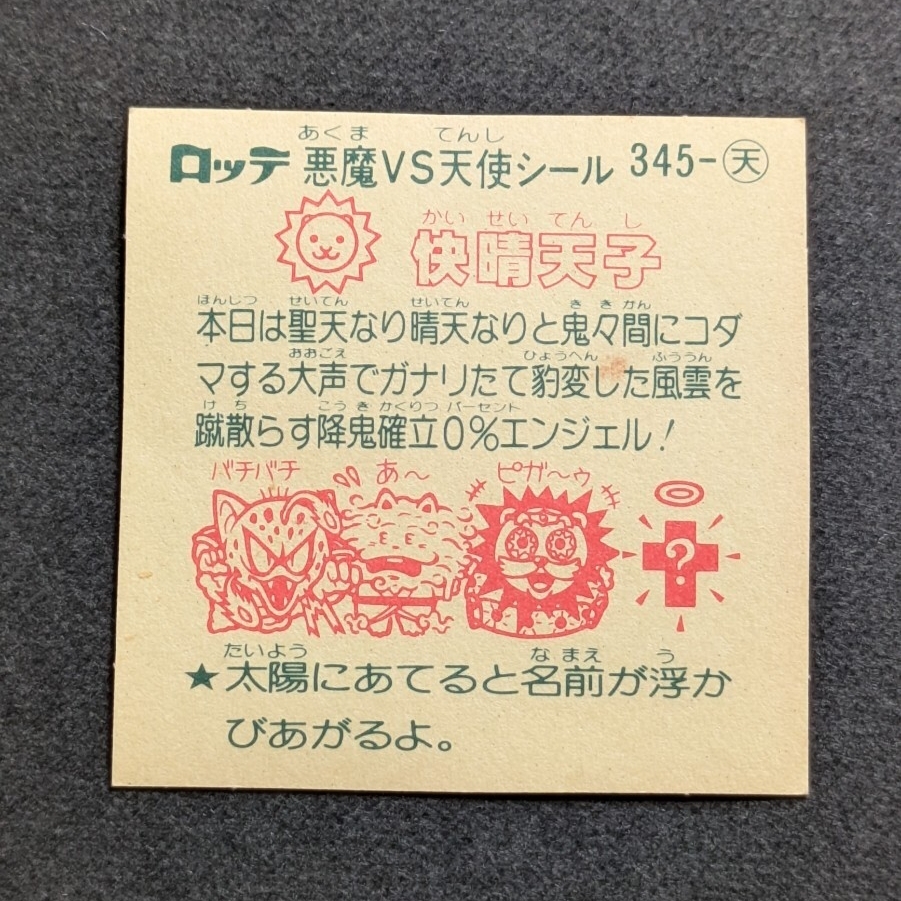 あくま てんし
ロッテ 悪魔VS天使シール 345-天
かいせいてんし
快晴天子
ほんじつ せいてん せいてん ききかん
本日は聖天なり晴天なりと鬼々間にコダ
おおごえ ひょうへん ふううん
マする大声でガナリたて豹変した風雲を
けち こうきかくりつ パーセント
蹴散らす降鬼確立0%エンジェル!
バチバチ あ〜 ピガ〜ゥ
?
たいよう なまえ う
★太陽にあてると名前が浮か
びあがるよ。